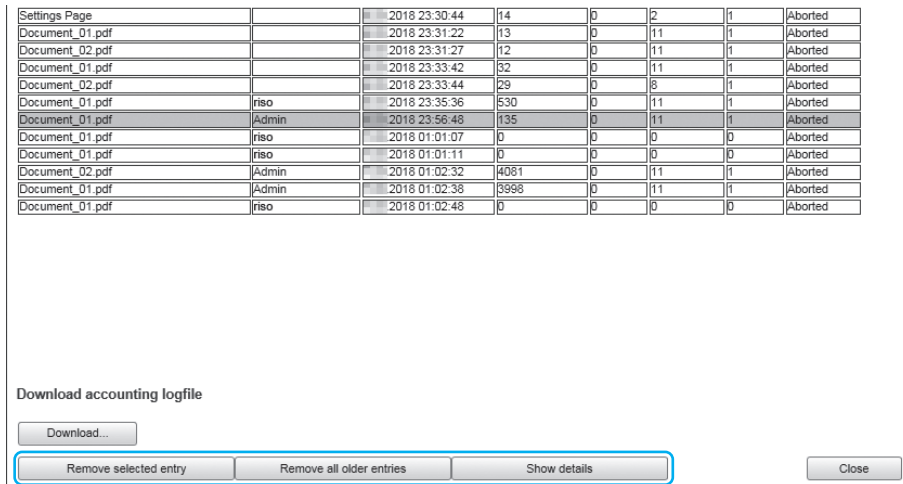 Settings Page .2018 23:30:44 14 0 2 1 Aborted
Document_01.pdf .2018 23:31:22 13 0 11 1 Aborted
Document_02.pdf .2018 23:31:27 12 0 11 1 Aborted
Document_01.pdf .2018 23:33:42 32 0 11 1 Aborted
Document_02.pdf .2018 23:33:44 29 0 8 1 Aborted
Document_01.pdf riso .2018 23:35:36 530 0 11 1 Aborted
Document_01.pdf Admin .2018 23:56:48 135 0 11 1 Aborted
Document_01.pdf riso .2018 01:01:07 0 0 0 0 Aborted
Document_01.pdf riso .2018 01:01:11 0 0 0 0 Aborted
Document_02.pdf Admin .2018 01:02:32 4081 0 11 1 Aborted
Document_01.pdf Admin .2018 01:02:38 3998 0 11 1 Aborted
Document_01.pdf riso .2018 01:02:48 0 0 0 0 Aborted
Download accounting logfile
Download...
Remove selected entry Remove all older entries Show details Close